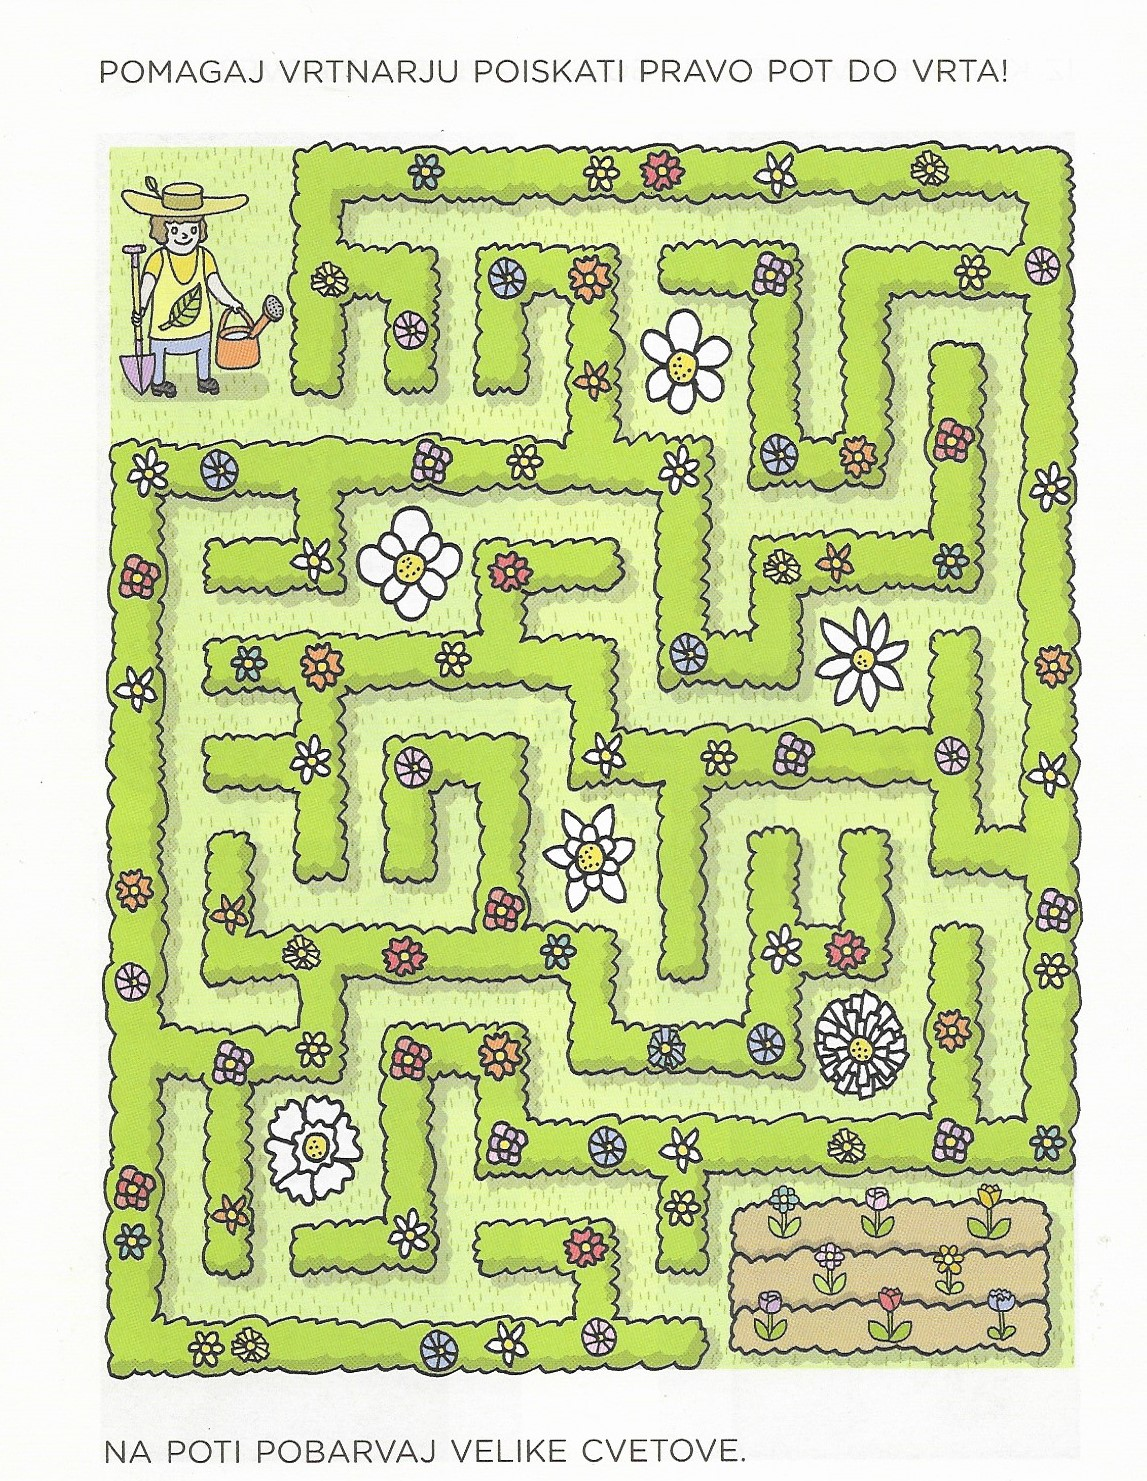 POMAGAJ VRTNARJU POISKATI PRAVO POT DO VRTA!
NA POTI POBARVAJ VELIKE CVETOVE.